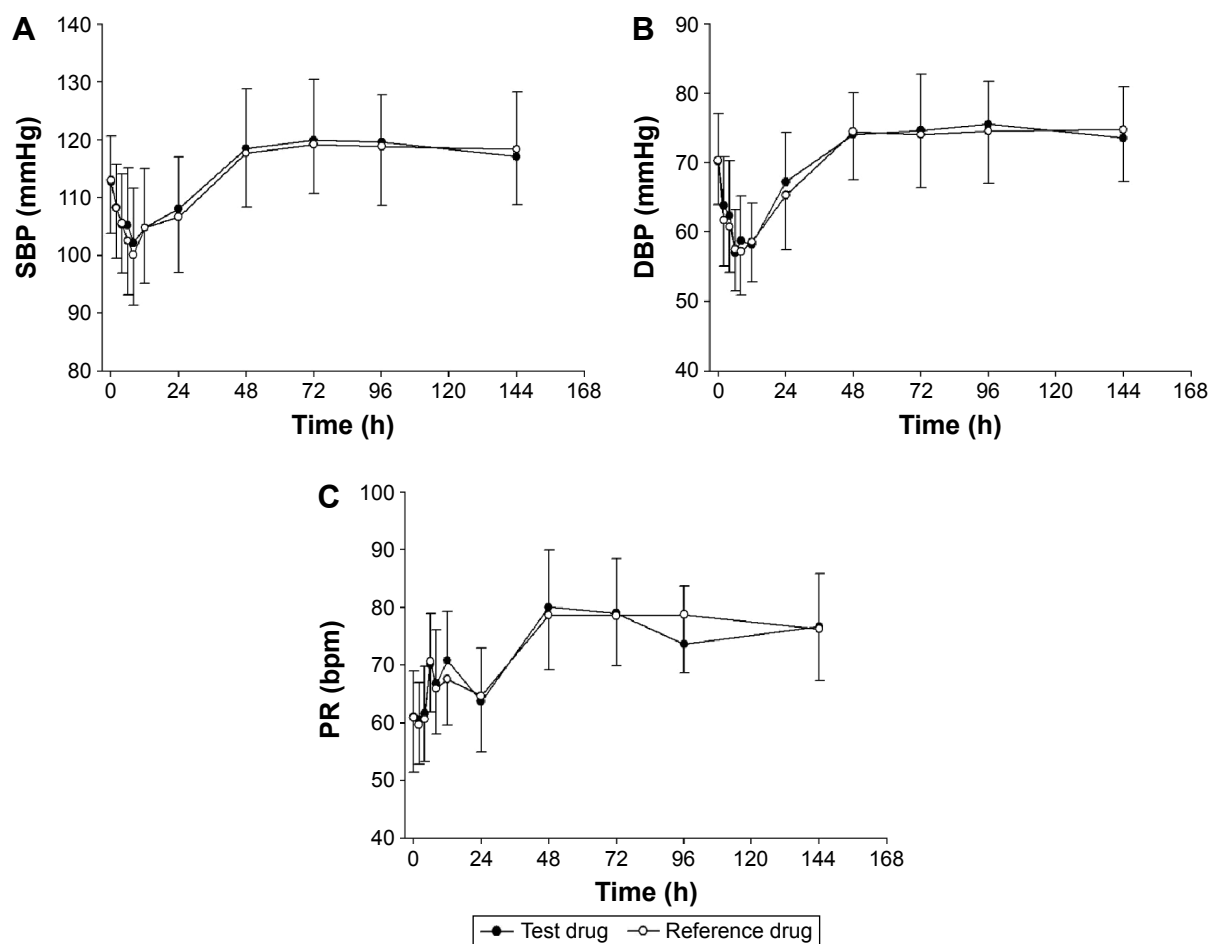 A
SBP (mmHg)
140
130
120
110
100
90
80
0 24 48 72 96 120 144 168
Time (h)
B
DBP (mmHg)
90
80
70
60
50
40
0 24 48 72 96 120 144 168
Time (h)
C
PR (bpm)
100
90
80
70
60
50
40
0 24 48 72 96 120 144 168
Time (h)
Test drug Reference drug